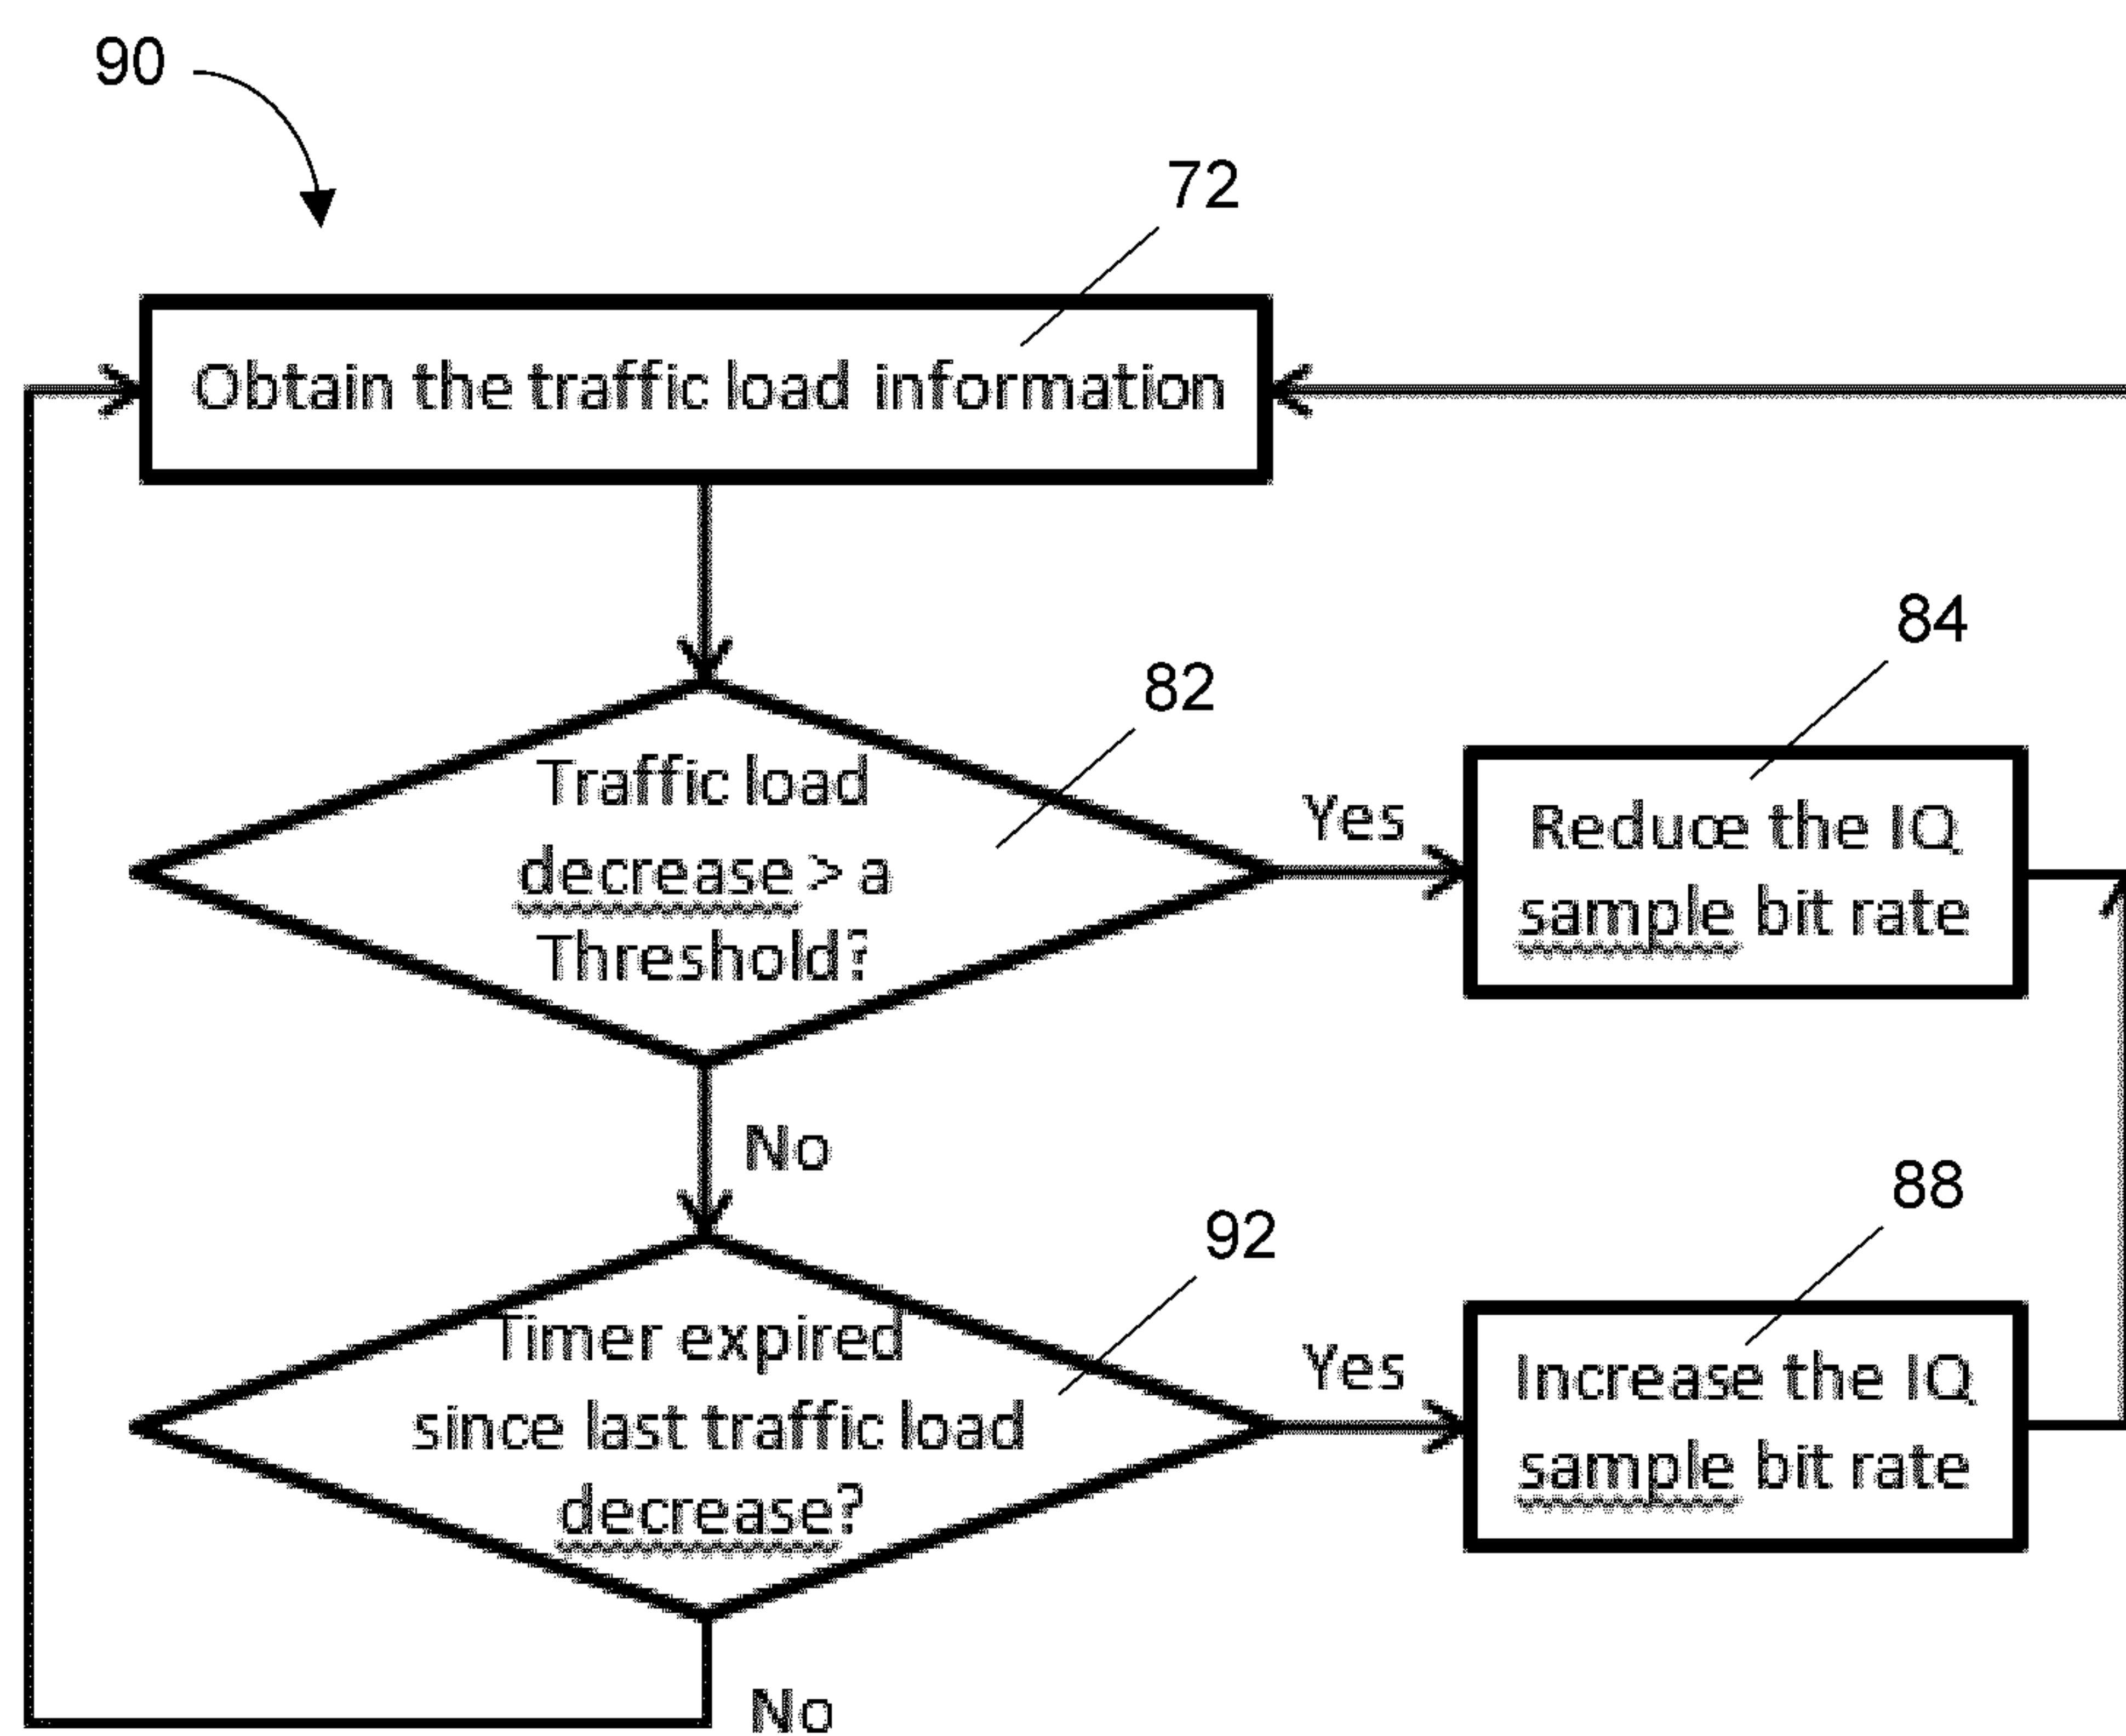 90
72
Obtain the traffic load information
84
82
Traffic load
decrease > a
Threshold?
Yes
Reduce the IQ
sample bit rate
No
88
92
Timer expired
since last traffic load
decrease?
Yes
Increase the IQ
sample bit rate
No